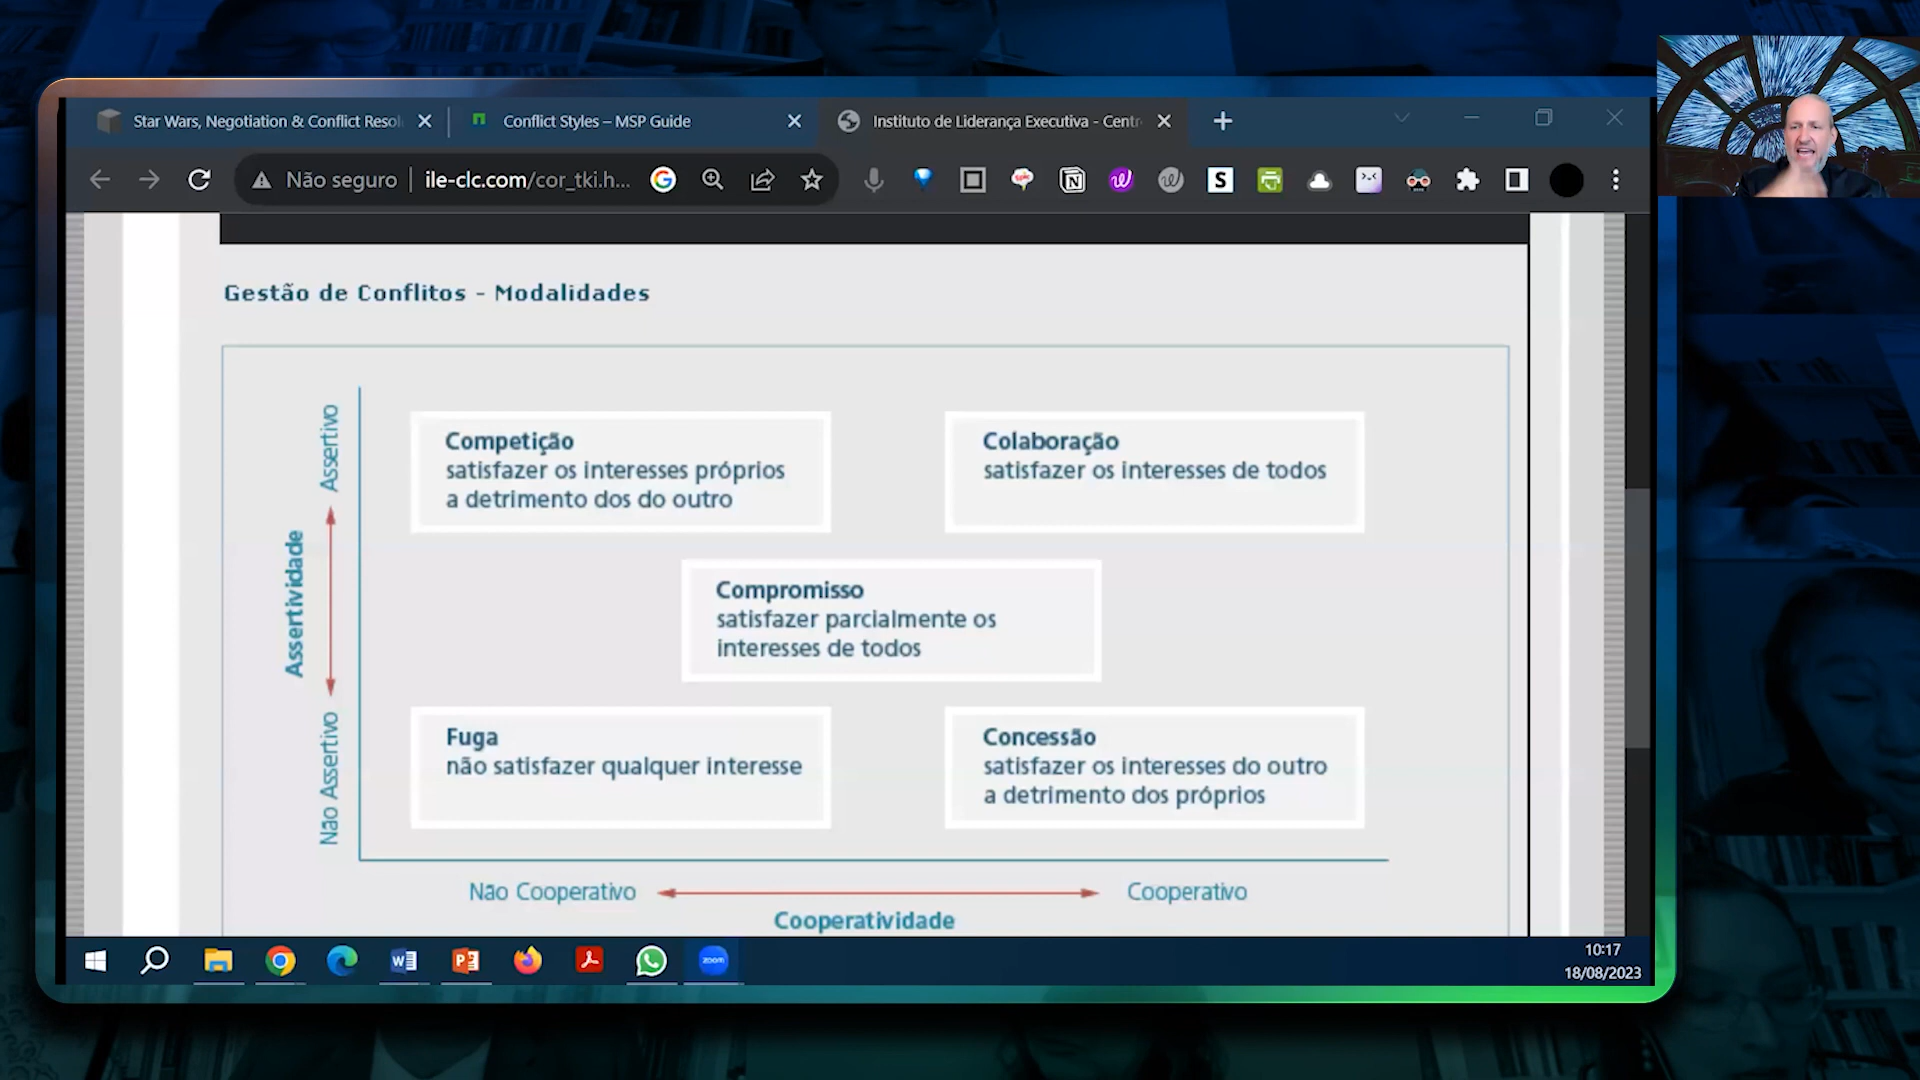 Star Wars, Negotiation & Conflict Resol
Conflict Styles – MSP Guide
Instituto de Liderança Executiva - Centr
Não seguro
ile-clc.com/cor_tki.h...
Gestão de Conflitos - Modalidades
Assertivo
Assertividade
Não Assertivo
Competição
satisfazer os interesses próprios
a detrimento dos do outro
Colaboração
satisfazer os interesses de todos
Compromisso
satisfazer parcialmente os
interesses de todos
Fuga
não satisfazer qualquer interesse
Concessão
satisfazer os interesses do outro
a detrimento dos próprios
Não Cooperativo
Cooperativo
Cooperatividade
zoom
10:17
18/08/2023